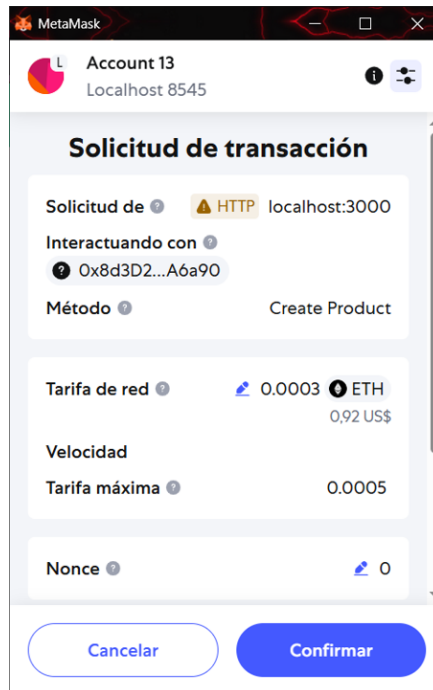 MetaMask
L
Account 13
Localhost 8545
Solicitud de transacción
Solicitud de HTTP localhost:3000
Interactuando con
0x8d3D2...A6a90
Método Create Product
Tarifa de red 0.0003 ETH
0,92 US$
Velocidad
Tarifa máxima 0.0005
Nonce 0
Cancelar Confirmar